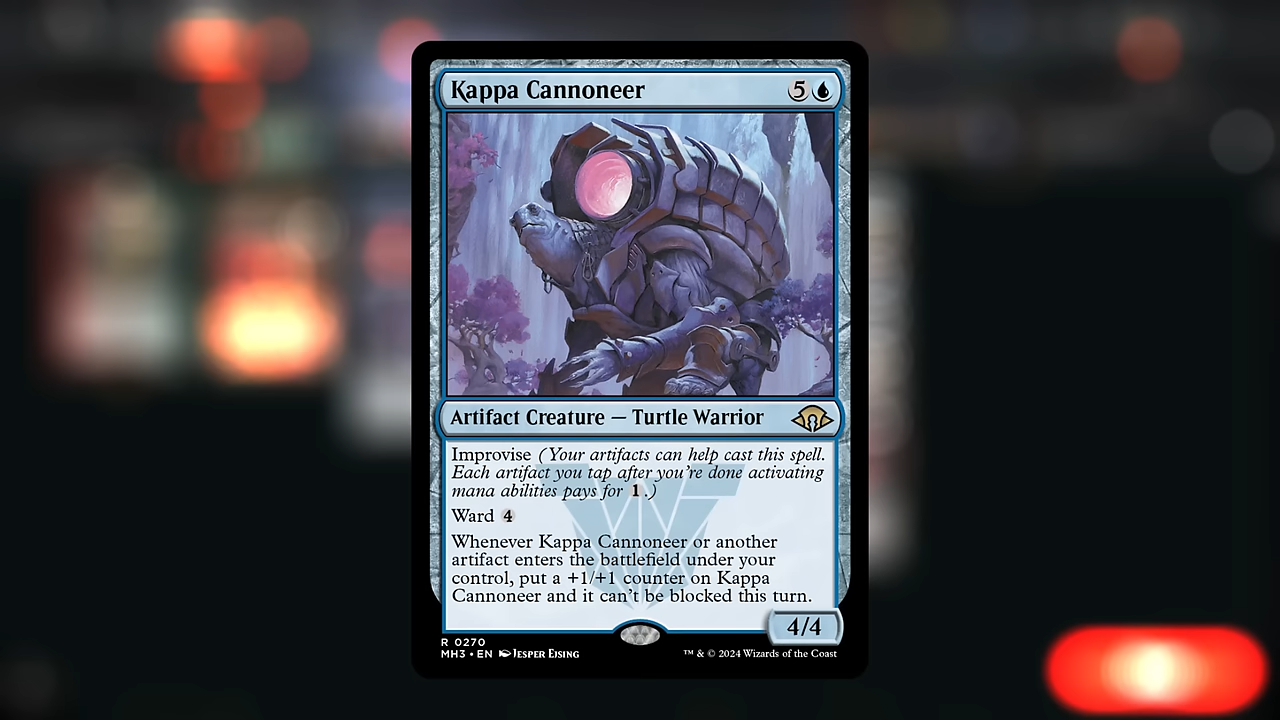 Kappa Cannoneer 5
Artifact Creature — Turtle Warrior
Improvise (Your artifacts can help cast this spell.
Each artifact you tap after you're done activating
mana abilities pays for 1.)
Ward 4
Whenever Kappa Cannoneer or another
artifact enters the battlefield under your
control, put a +1/+1 counter on Kappa
Cannoneer and it can't be blocked this turn.
4/4
R 0270
MH3 • EN Jesper Eising
™ & © 2024 Wizards of the Coast